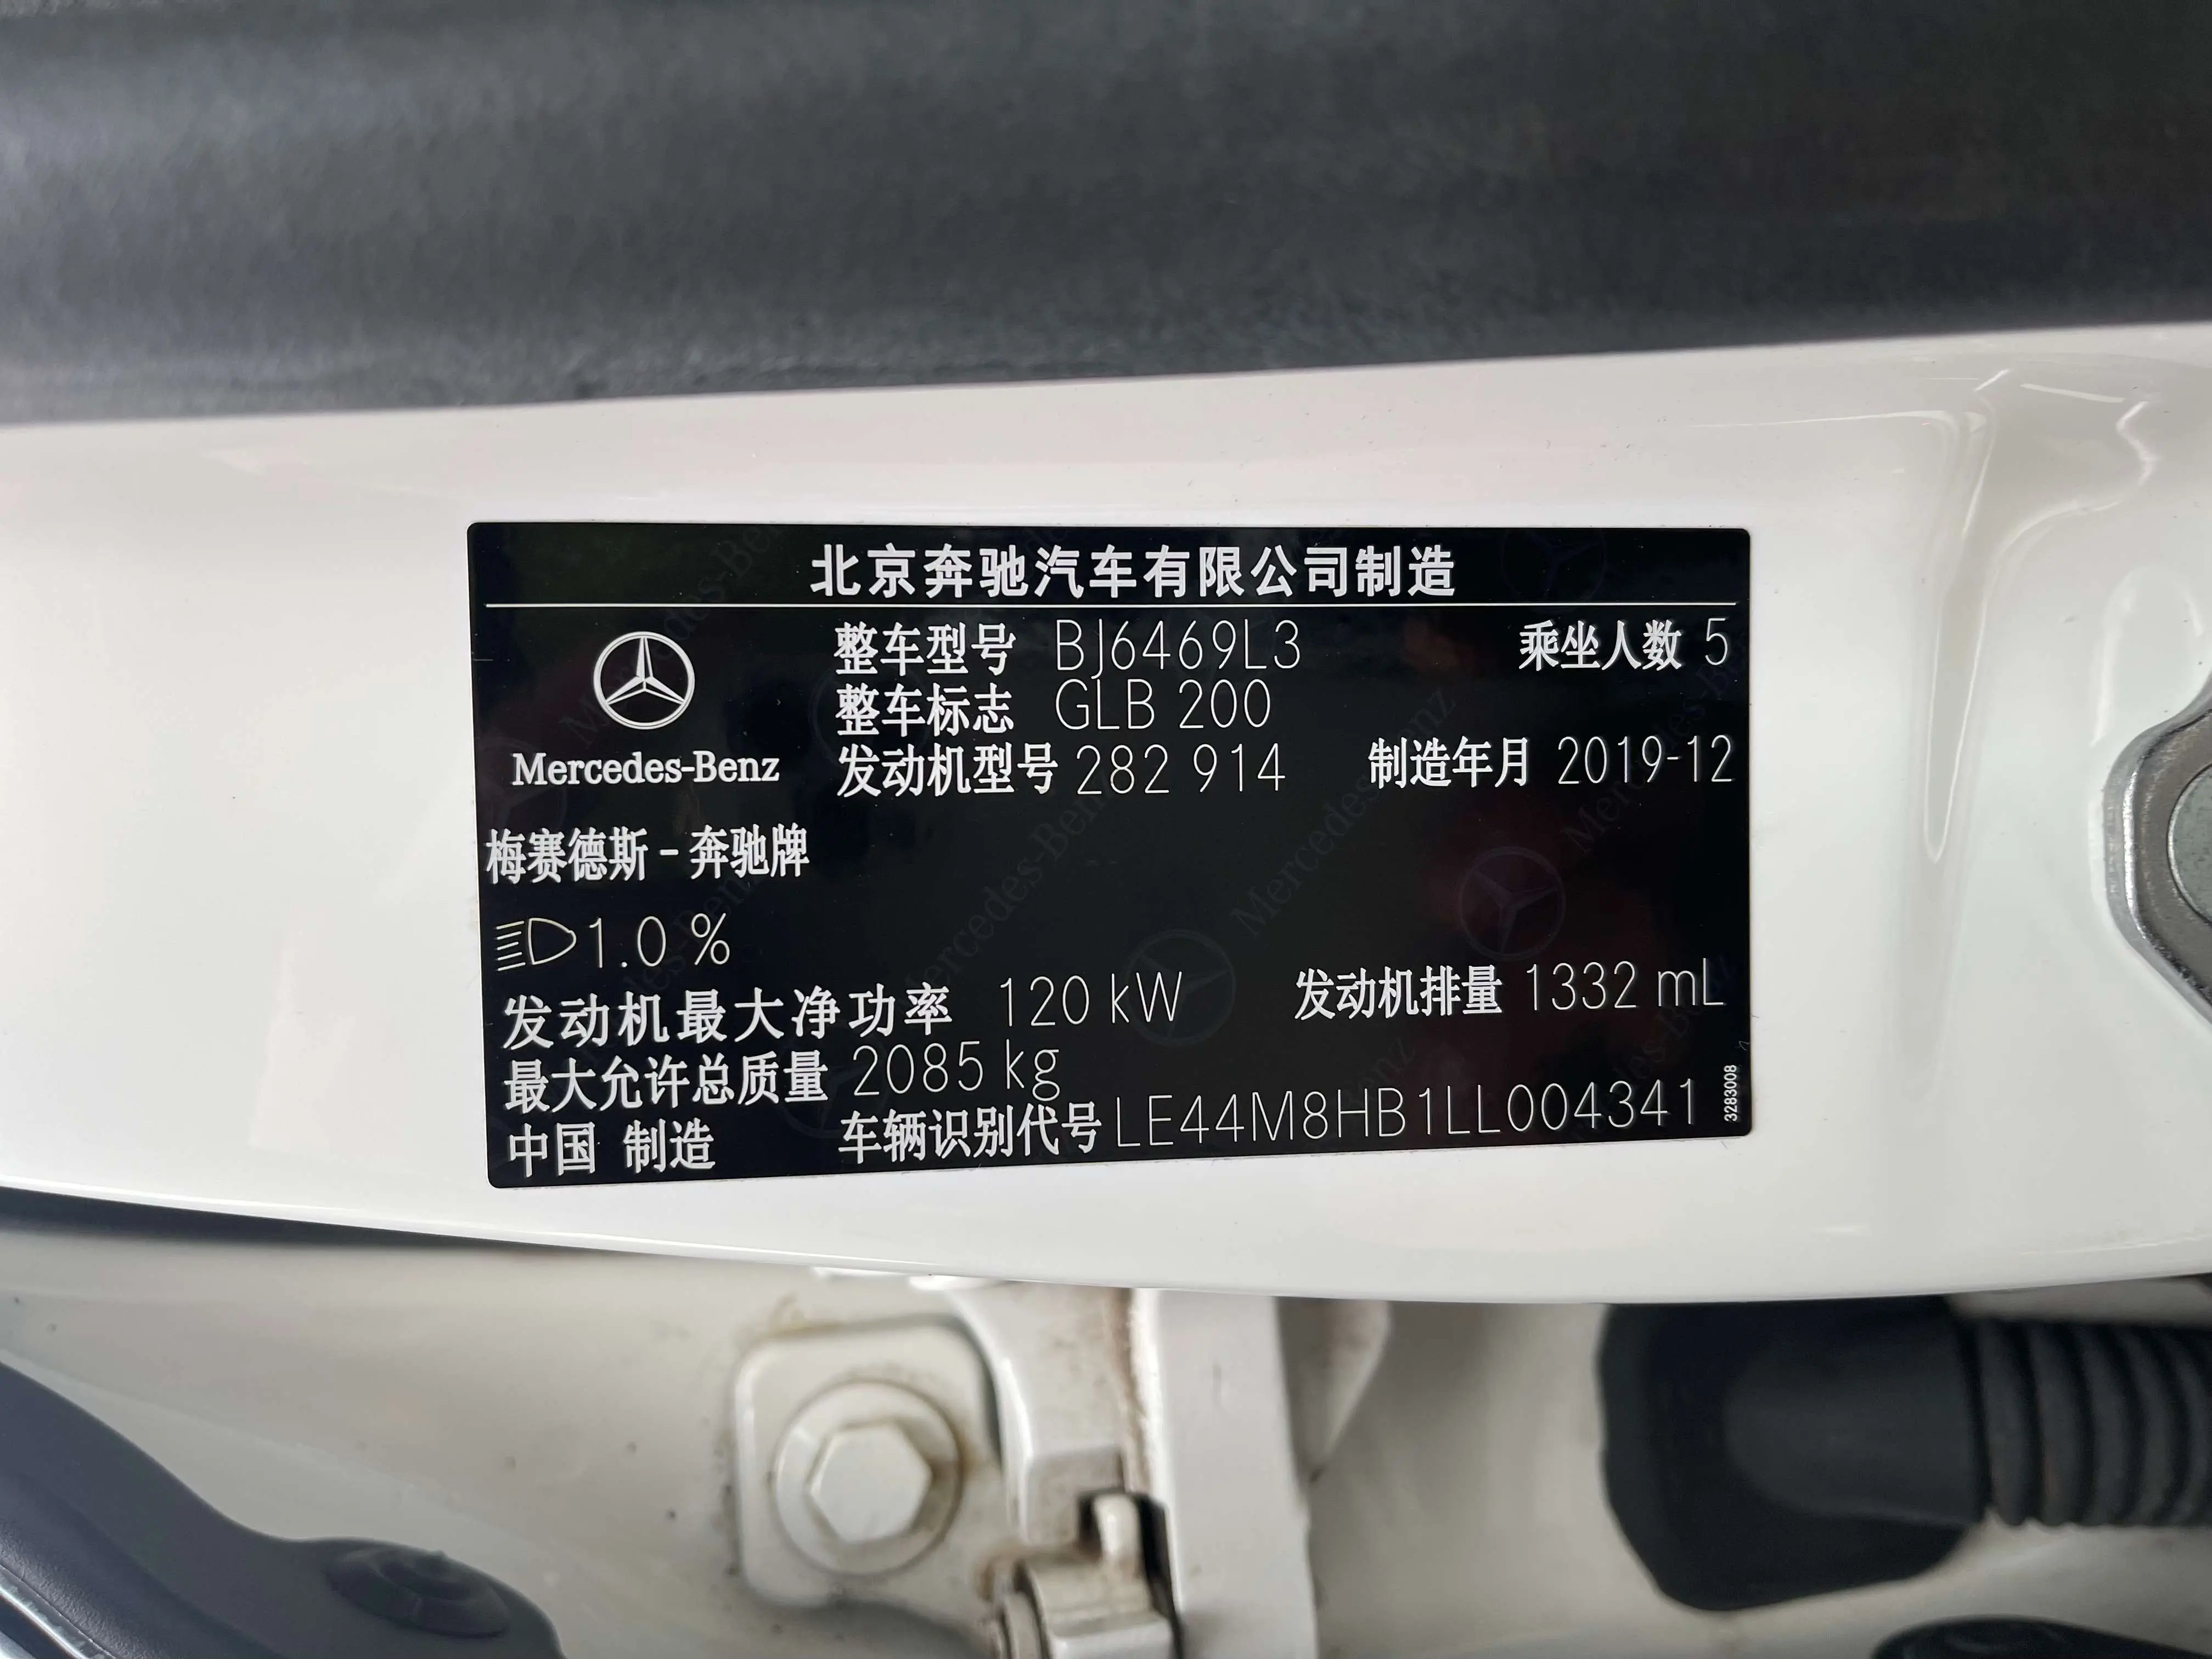 北京奔驰汽车有限公司制造
整车型号 BJ6469L3 乘坐人数 5
整车标志 GLB 200
Mercedes-Benz 发动机型号 282 914 制造年月 2019-12
梅赛德斯-奔驰牌
1.0 %
发动机最大净功率 120 kW 发动机排量 1332 mL
最大允许总质量 2085 kg
中国 制造 车辆识别代号 LE44M8HB1LL004341
3283008